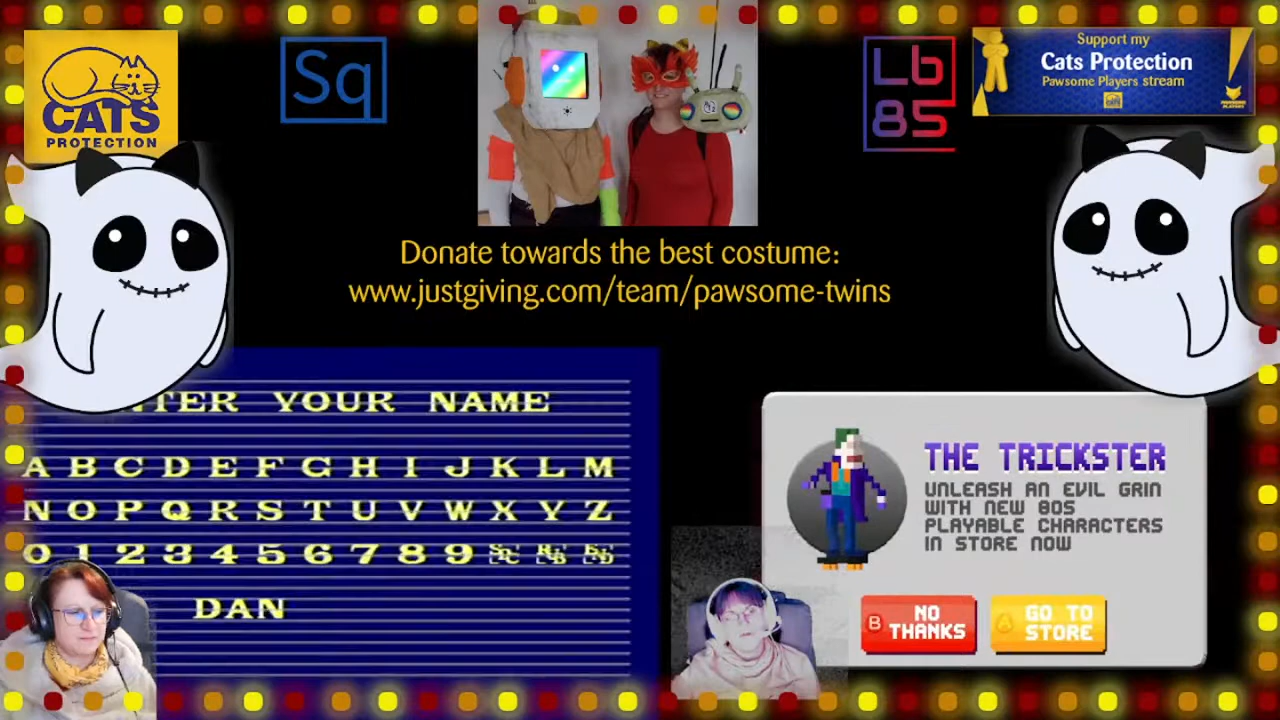 CATS
PROTECTION
Sq
Lb
85
Support my
Cats Protection
Pawsome Players stream
Donate towards the best costume:
www.justgiving.com/team/pawsome-twins
NTER YOUR NAME
A B C D E F G H I J K L M
N O P Q R S T U V W X Y Z
0 1 2 3 4 5 6 7 8 9
DAN
THE TRICKSTER
UNLEASH AN EVIL GRIN
WITH NEW 80S
PLAYABLE CHARACTERS
IN STORE NOW
B NO
THANKS
A GO TO
STORE